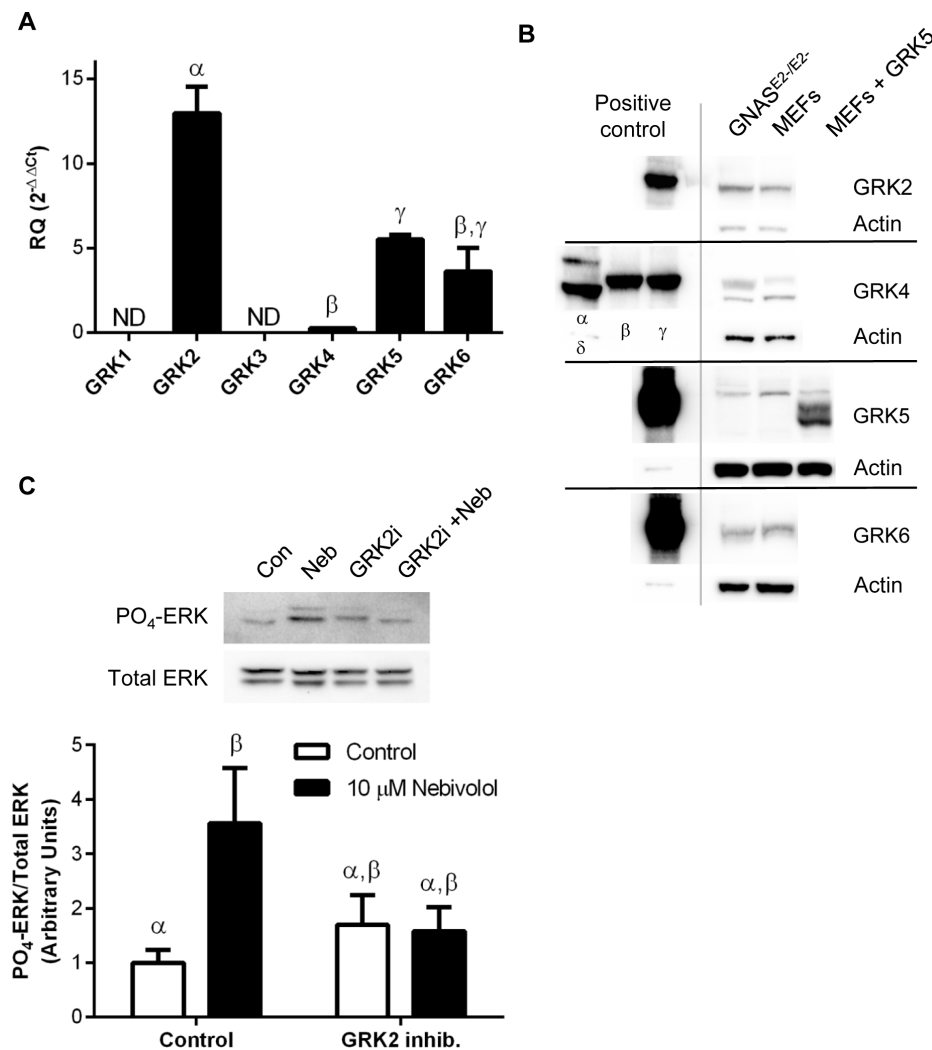 A
15
10
5
0
RQ (2-ΔΔCt)
ND
α
ND
β
γ
β,γ
GRK1
GRK2
GRK3
GRK4
GRK5
GRK6
B
Positive
control
GNASE2-/E2-
MEFs
MEFs + GRK5
GRK2
Actin
GRK4
α
δ
β
γ
Actin
GRK5
Actin
GRK6
Actin
C
Con
Neb
GRK2i
GRK2i +Neb
PO4-ERK
Total ERK
PO4-ERK/Total ERK
(Arbitrary Units)
5
4
3
2
1
0
Control
10 μM Nebivolol
α
β
α,β
α,β
Control
GRK2 inhib.